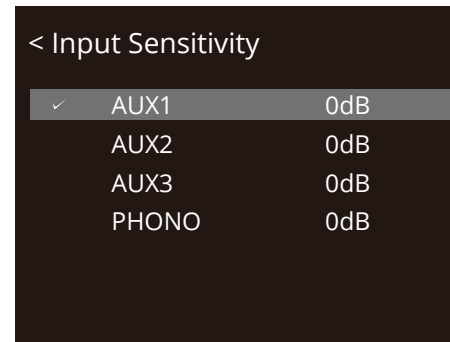 < Input Sensitivity
✓ AUX1 0dB
AUX2 0dB
AUX3 0dB
PHONO 0dB